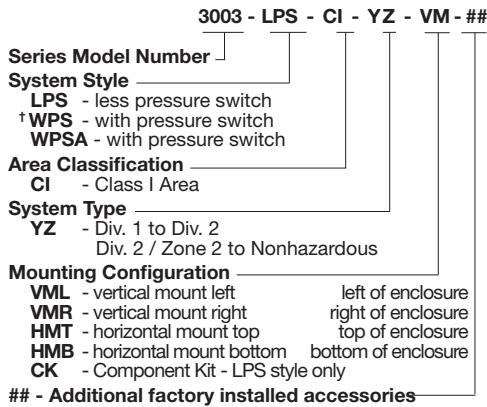 3003 - LPS - CI - YZ - VM - ##
Series Model Number
System Style
LPS - less pressure switch
† WPS - with pressure switch
WPSA - with pressure switch
Area Classification
CI - Class I Area
System Type
YZ - Div. 1 to Div. 2
Div. 2 / Zone 2 to Nonhazardous
Mounting Configuration
VML - vertical mount left left of enclosure
VMR - vertical mount right right of enclosure
HMT - horizontal mount top top of enclosure
HMB - horizontal mount bottom bottom of enclosure
CK - Component Kit - LPS style only
## - Additional factory installed accessories